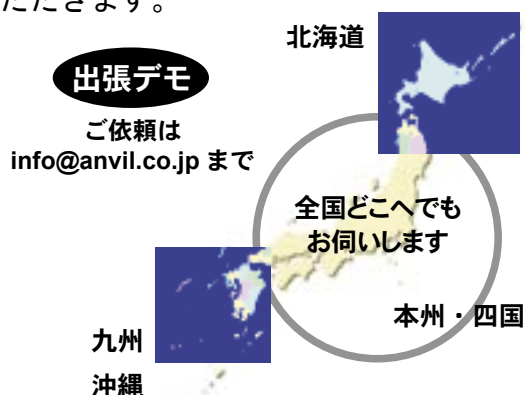 ただきます。
北海道
出張デモ
ご依頼は
info@anvil.co.jp まで
全国どこへでも
お伺いします
本州・四国
九州
沖縄